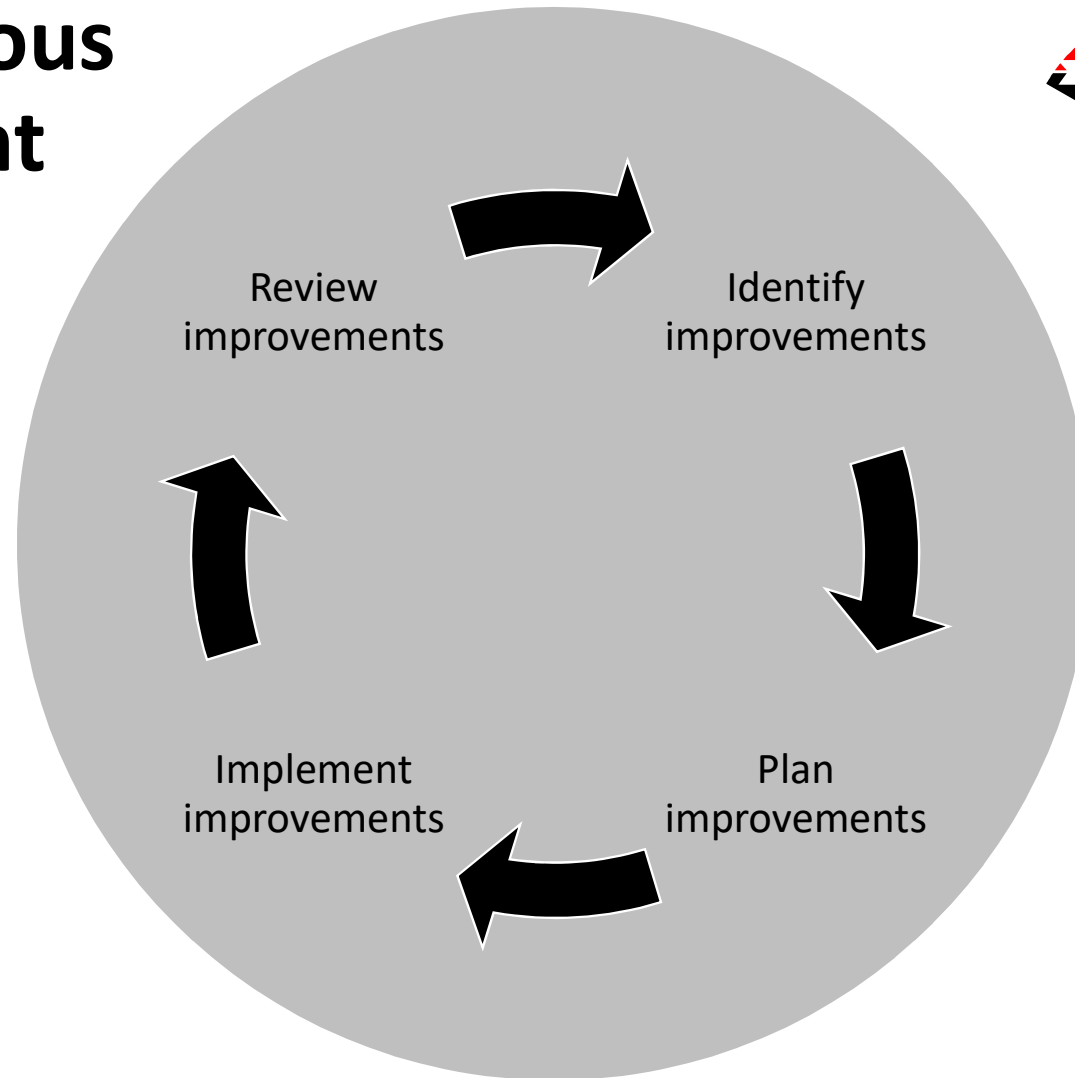 ous
nt
Review
improvements
Identify
improvements
Implement
improvements
Plan
improvements